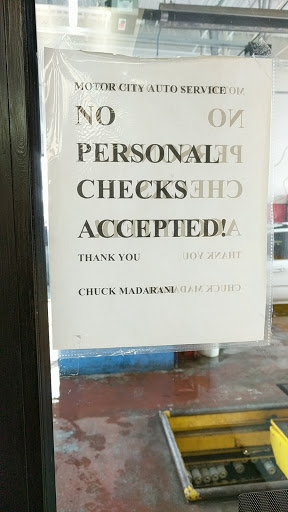 MOTOR CITY AUTO SERVICE
NO
PERSONAL
CHECKS
ACCEPTED!
THANK YOU
CHUCK MADARANI